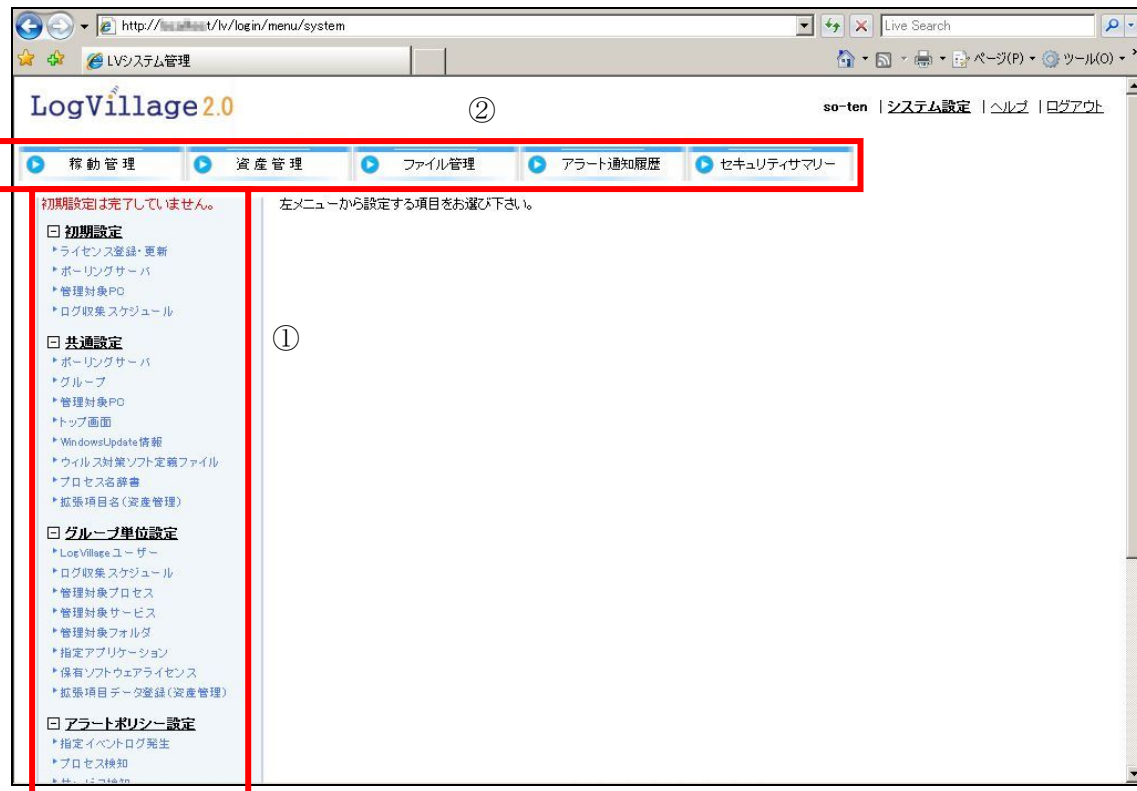 http:// t/lv/login/menu/system
Live Search
LVシステム管理
ページ(P)
ツール(O)
LogVillage 2.0
②
so-ten | システム設定 | ヘルプ | ログアウト
稼動管理
資産管理
ファイル管理
アラート通知履歴
セキュリティサマリー
初期設定は完了していません。
左メニューから設定する項目をお選び下さい。
初期設定
ライセンス登録・更新
ポーリングサーバ
管理対象PC
ログ収集スケジュール
①
共通設定
ポーリングサーバ
グループ
管理対象PC
トップ画面
WindowsUpdate情報
ウィルス対策ソフト定義ファイル
プロセス名辞書
拡張項目名(資産管理)
グループ単位設定
LogVillageユーザー
ログ収集スケジュール
管理対象プロセス
管理対象サービス
管理対象フォルダ
指定アプリケーション
保有ソフトウェアライセンス
拡張項目データ登録(資産管理)
アラートポリシー設定
指定イベントログ発生
プロセス検知